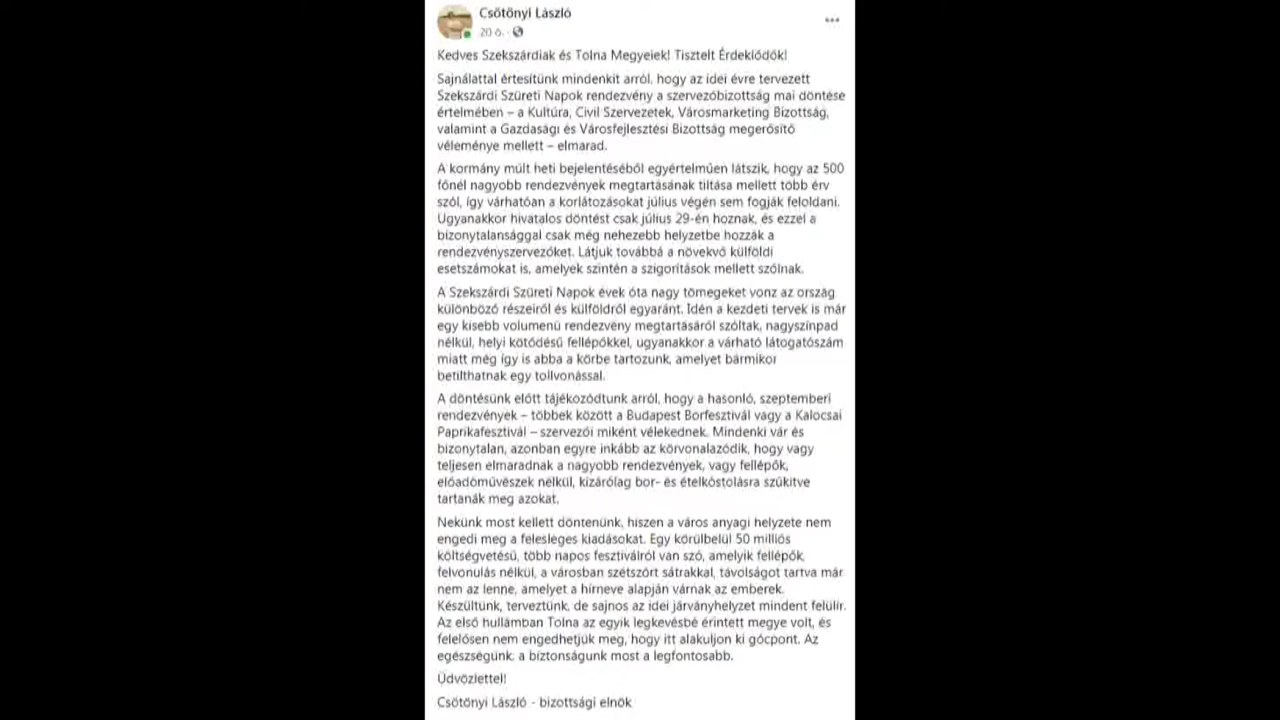 Csötönyi László
20 ó.
Kedves Szekszárdiak és Tolna Megyeiek! Tisztelt Érdeklődők!
Sajnálattal értesítünk mindenkit arról, hogy az idei évre tervezett
Szekszárdi Szüreti Napok rendezvény a szervezőbizottság mai döntése
értelmében – a Kultúra, Civil Szervezetek, Városmarketing Bizottság,
valamint a Gazdasági és Városfejlesztési Bizottság megerősítő
véleménye mellett – elmarad.
A kormány múlt heti bejelentéséből egyértelműen látszik, hogy az 500
főnél nagyobb rendezvények megtartásának tiltása mellett több érv
szól, így várhatóan a korlátozásokat július végén sem fogják feloldani.
Ugyanakkor hivatalos döntést csak július 29-én hoznak, és ezzel a
bizonytalansággal csak még nehezebb helyzetbe hozzák a
rendezvényszervezőket. Látjuk továbbá a növekvő külföldi
esetszámokat is, amelyek szintén a szigorítások mellett szólnak.
A Szekszárdi Szüreti Napok évek óta nagy tömegeket vonz az ország
különböző részeiről és külföldről egyaránt. Idén a kezdeti tervek is már
egy kisebb volumenű rendezvény megtartásáról szóltak, nagyszínpad
nélkül, helyi kötődésű fellépőkkel, ugyanakkor a várható látogatószám
miatt még így is abba a körbe tartozunk, amelyet bármikor
betilthatnak egy tollvonással.
A döntésünk előtt tájékozódtunk arról, hogy a hasonló, szeptemberi
rendezvények – többek között a Budapest Borfesztivál vagy a Kalocsai
Paprikafesztivál – szervezői miként vélekednek. Mindenki vár és
bizonytalan, azonban egyre inkább az körvonalazódik, hogy vagy
teljesen elmaradnak a nagyobb rendezvények, vagy fellépők,
előadóművészek nélkül, kizárólag bor- és ételkóstolásra szűkítve
tartanák meg azokat.
Nekünk most kellett döntenünk, hiszen a város anyagi helyzete nem
engedi meg a felesleges kiadásokat. Egy körülbelül 50 milliós
költségvetésű, több napos fesztiválról van szó, amelyik fellépők,
felvonulás nélkül, a városban szétszórt sátrakkal, távolságot tartva már
nem az lenne, amelyet a hírneve alapján várnak az emberek.
Készültünk, terveztünk, de sajnos az idei járványhelyzet mindent felülír.
Az első hullámban Tolna az egyik legkevésbé érintett megye volt, és
felelősen nem engedhetjük meg, hogy itt alakuljon ki gócpont. Az
egészségünk, a biztonságunk most a legfontosabb.
Üdvözlettel!
Csötönyi László - bizottsági elnök